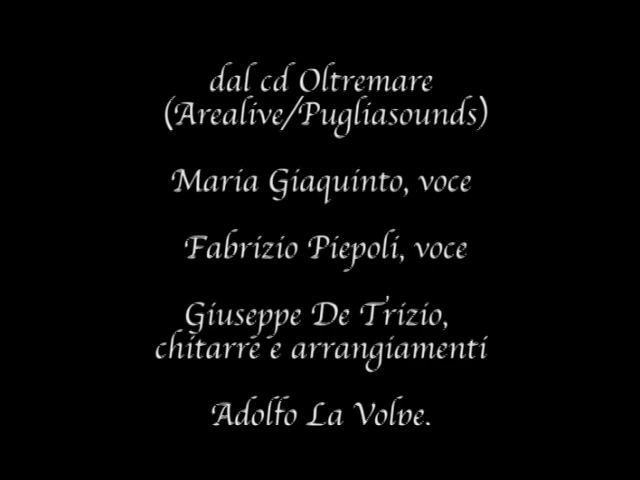 dal cd Oltremare
(Arealive/Pugliasounds)
Maria Giaquinto, voce
Fabrizio Piepoli, voce
Giuseppe De Trizio,
chitarre e arrangiamenti
Adolfo La Volpe.